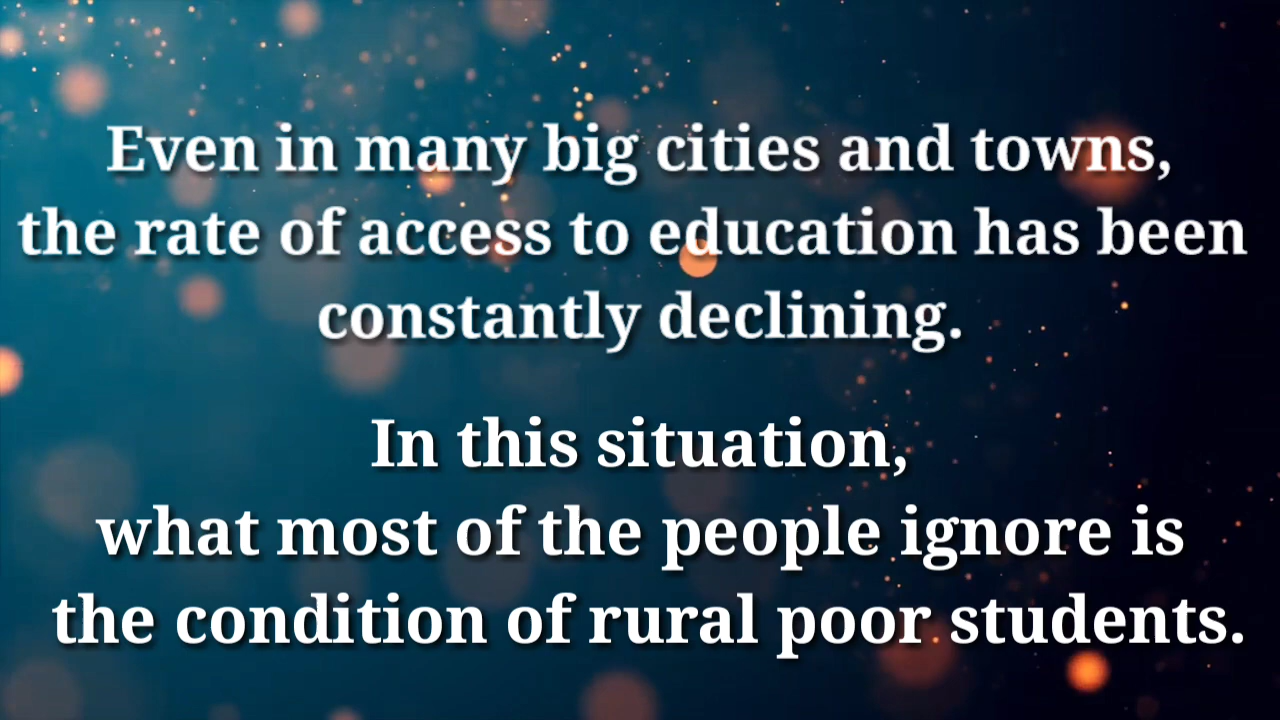 Even in many big cities and towns,
the rate of access to education has been
constantly declining.
In this situation,
what most of the people ignore is
the condition of rural poor students.